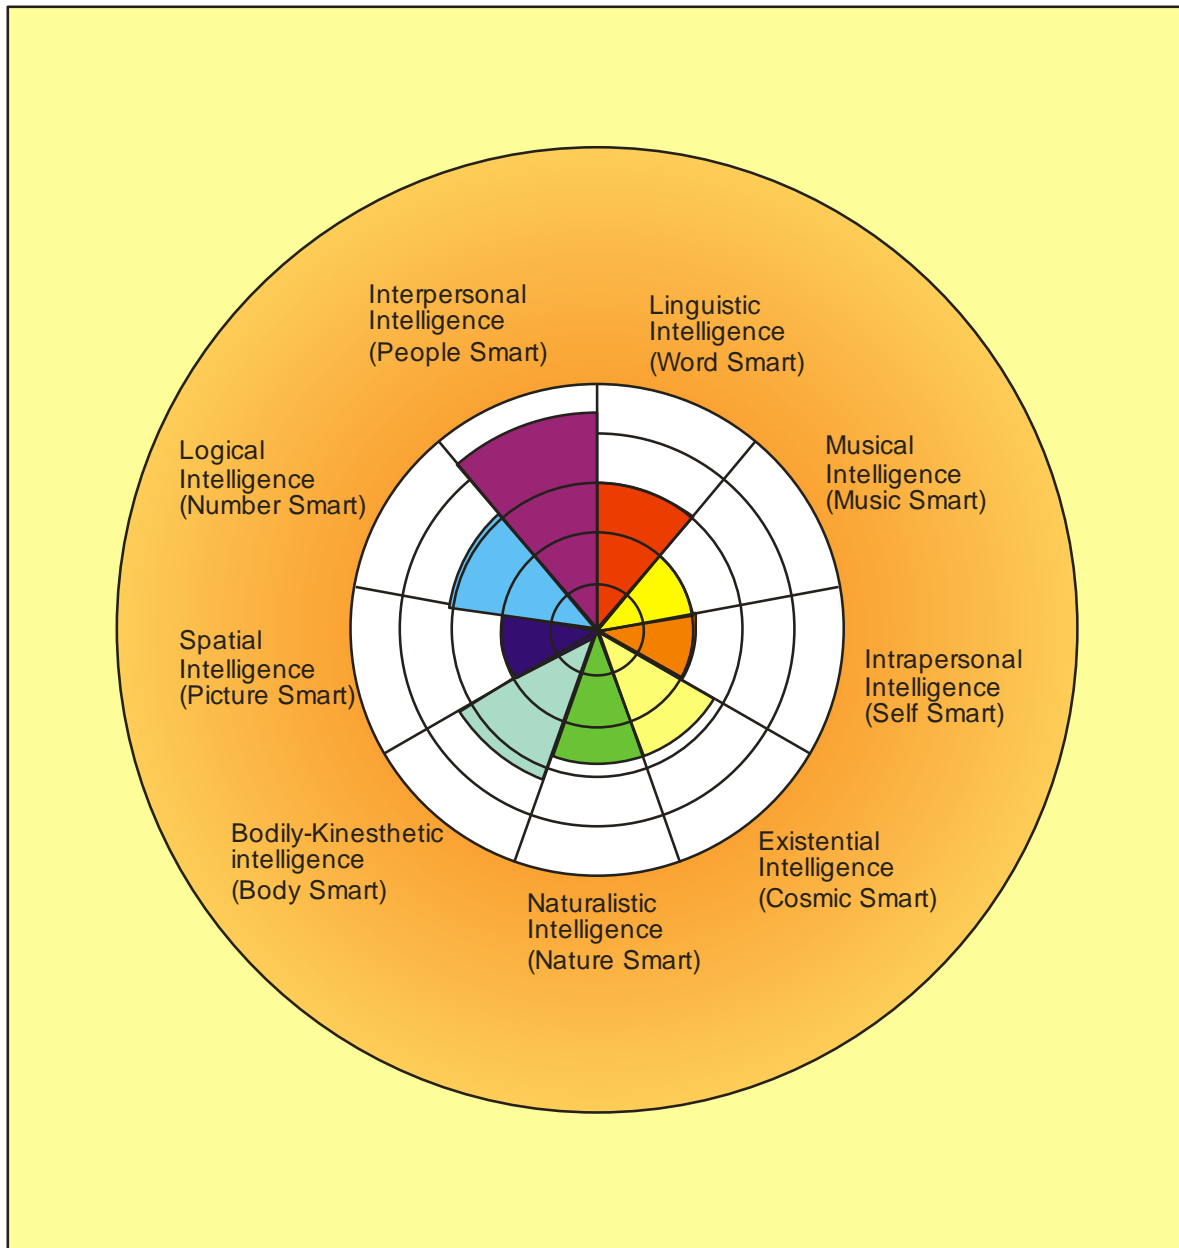 Interpersonal
Intelligence
(People Smart)
Linguistic
Intelligence
(Word Smart)
Logical
Intelligence
(Number Smart)
Musical
Intelligence
(Music Smart)
Spatial
Intelligence
(Picture Smart)
Intrapersonal
Intelligence
(Self Smart)
Bodily-Kinesthetic
intelligence
(Body Smart)
Existential
Intelligence
(Cosmic Smart)
Naturalistic
Intelligence
(Nature Smart)